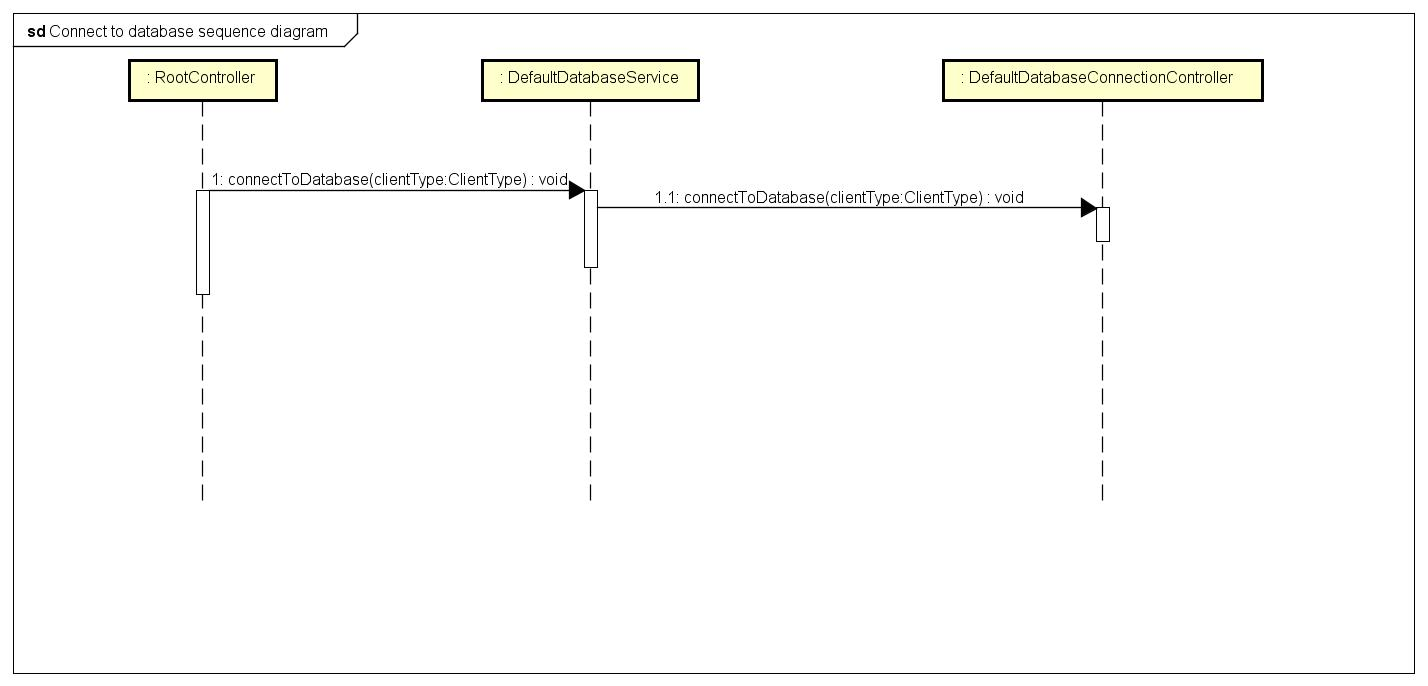 sd Connect to database sequence diagram
: RootController
: DefaultDatabaseService
: DefaultDatabaseConnectionController
1: connectToDatabase(clientType:ClientType) : void
1.1: connectToDatabase(clientType:ClientType) : void